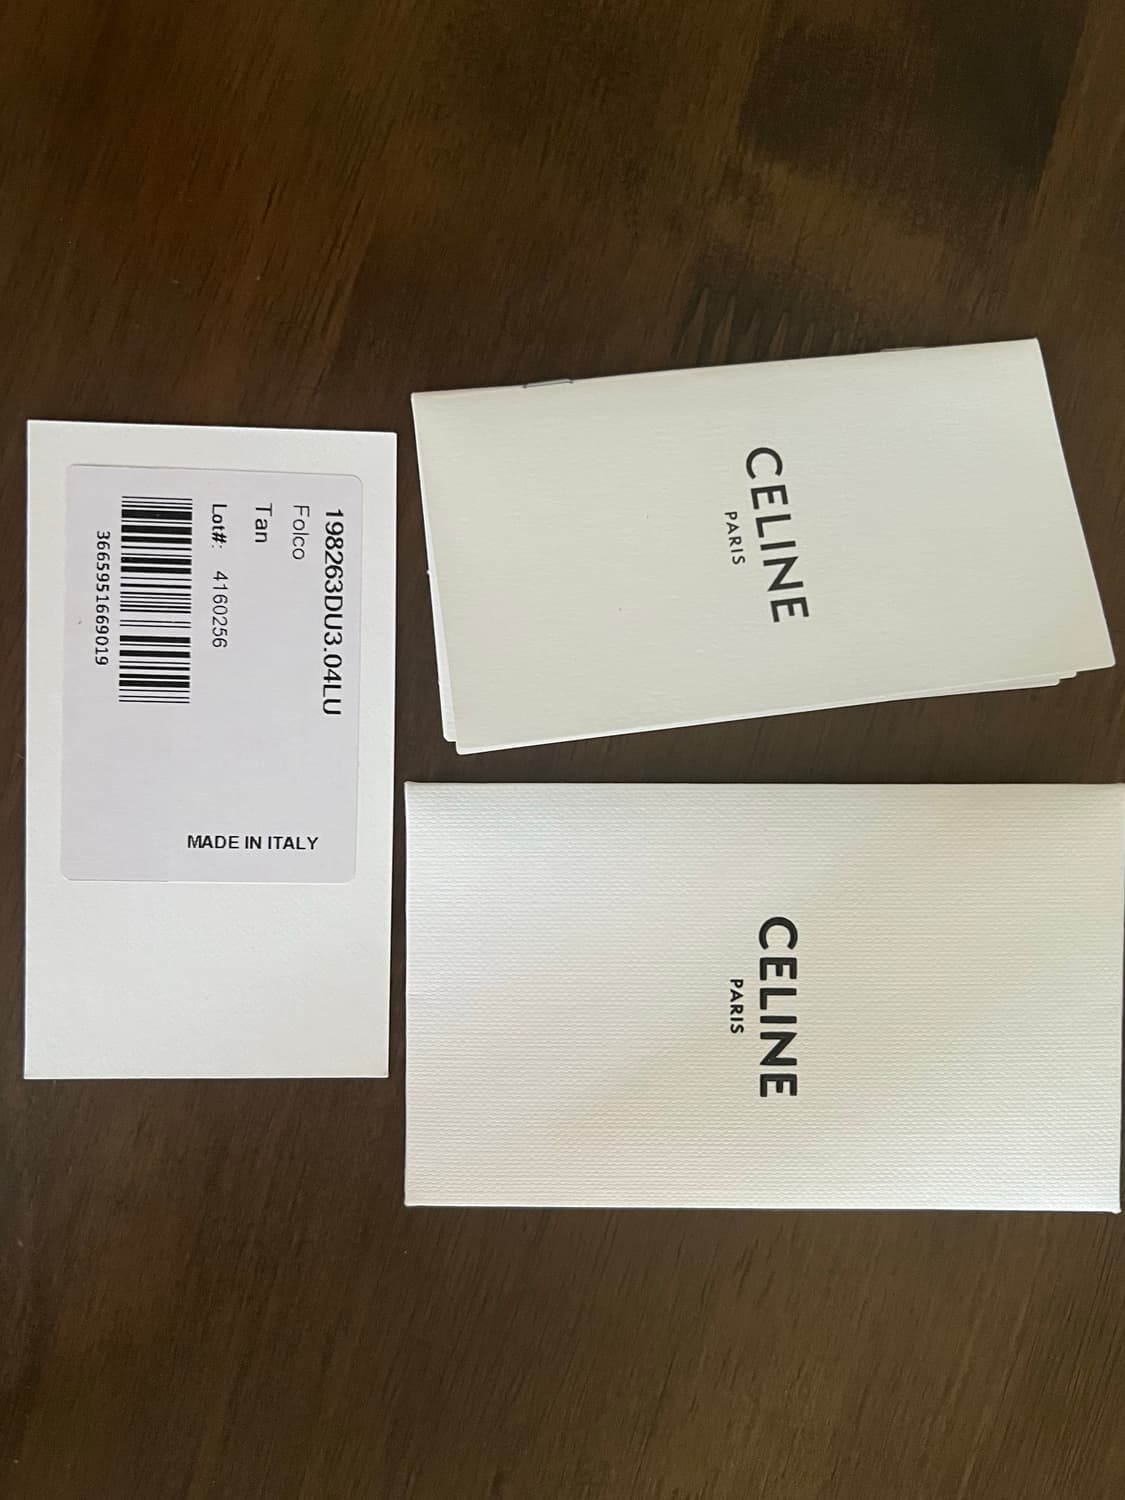 198263DU3.04LU
Folco
Tan
Lot#: 4160256
3665951669019
MADE IN ITALY
CELINE
PARIS
CELINE
PARIS